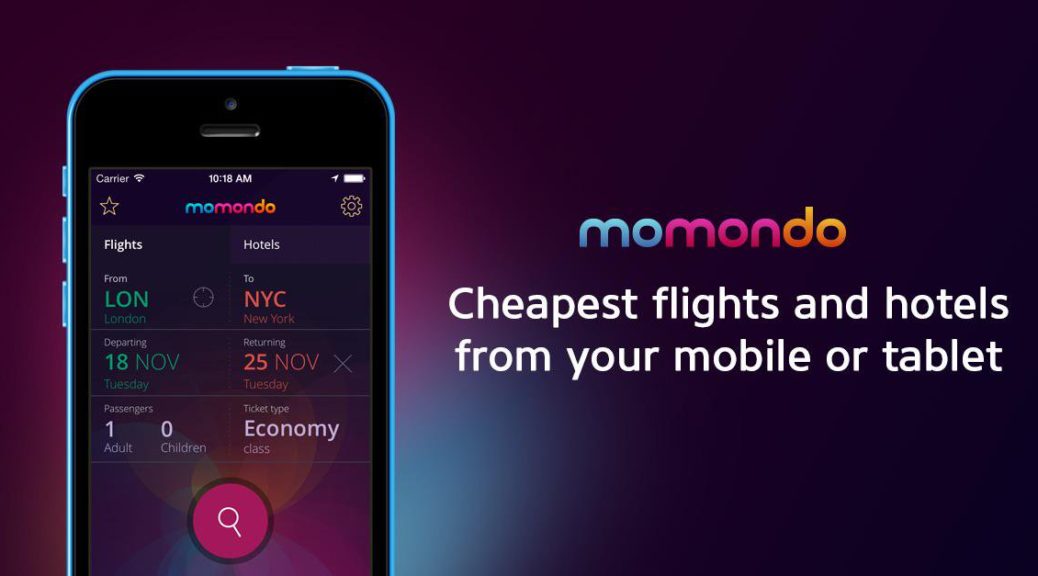 Carrier 10:18 AM
momondo
Flights Hotels
From To
LON NYC
London New York
Departing Returning
18 NOV 25 NOV
Tuesday Tuesday
Passengers Ticket type
1 0 Economy
Adult Children class
momondo
Cheapest flights and hotels
from your mobile or tablet